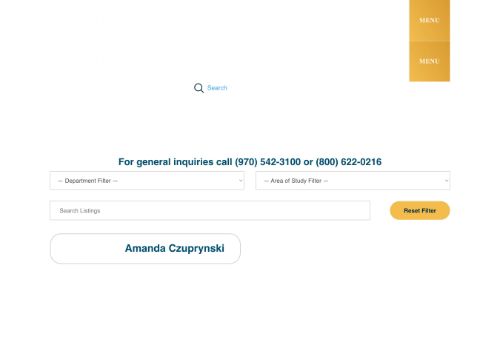 MENU
MENU
Search
For general inquiries call (970) 542-3100 or (800) 622-0216
--- Department Filter ---
--- Area of Study Filter ---
Search Listings
Reset Filter
Amanda Czuprynski